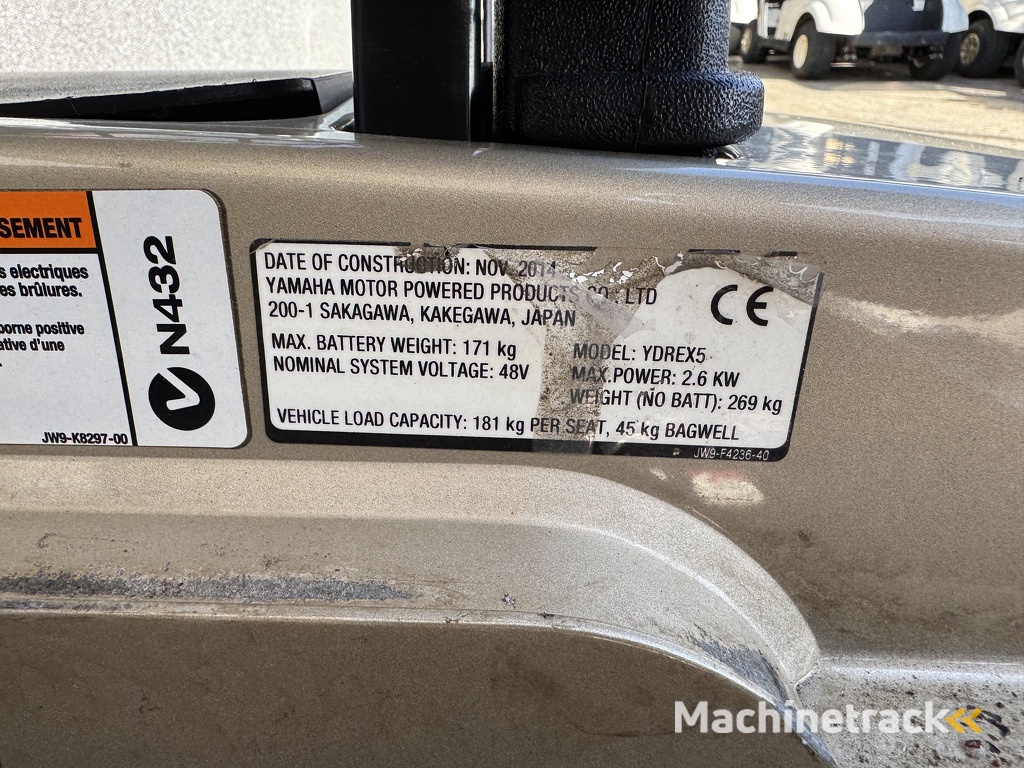 SEMENT
s electriques
es brûlures.
borne positive
ative d'une
N432
JW9-K8297-00
DATE OF CONSTRUCTION: NOV 2014
YAMAHA MOTOR POWERED PRODUCTS CO., LTD
200-1 SAKAGAWA, KAKEGAWA, JAPAN
CE
MAX. BATTERY WEIGHT: 171 kg
NOMINAL SYSTEM VOLTAGE: 48V
MODEL: YDREX5
MAX.POWER: 2.6 KW
WEIGHT (NO BATT): 269 kg
VEHICLE LOAD CAPACITY: 181 kg PER SEAT, 45 kg BAGWELL
JW9-F4236-40
Machinetrack